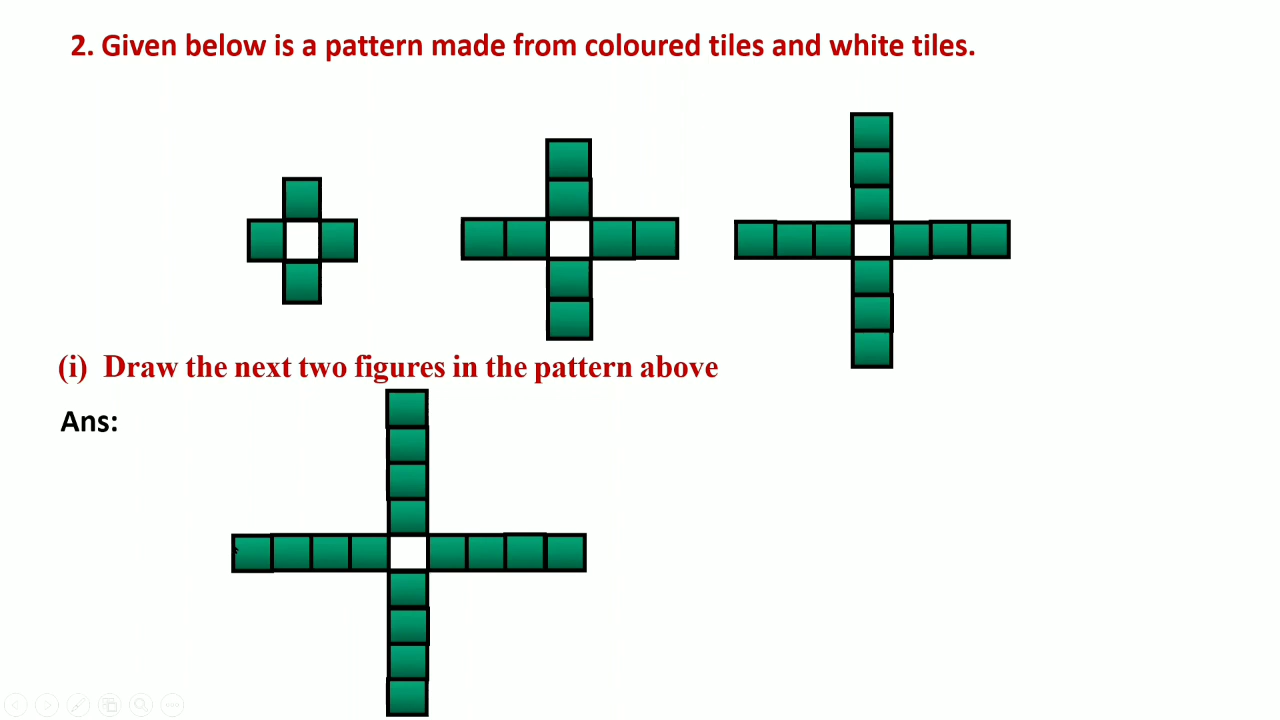 2. Given below is a pattern made from coloured tiles and white tiles.
(i) Draw the next two figures in the pattern above
Ans: